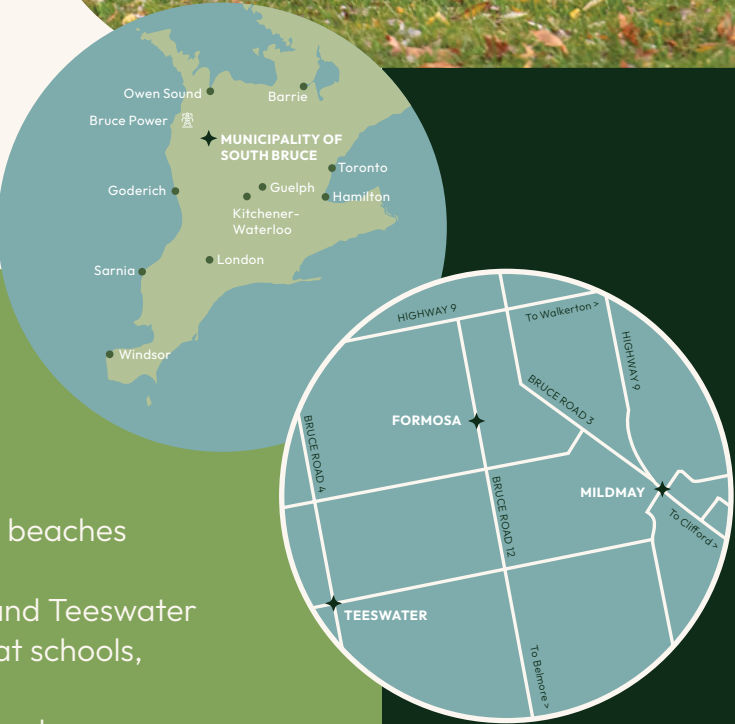 Owen Sound
Barrie
Bruce Power
MUNICIPALITY OF
SOUTH BRUCE
Toronto
Goderich
Guelph
Hamilton
Kitchener-
Waterloo
London
Sarnia
Windsor
HIGHWAY 9
To Walkerton >
HIGHWAY 9
BRUCE ROAD 3
FORMOSA
BRUCE ROAD 4
BRUCE ROAD 12
MILDMAY
To Clifford >
TEESWATER
To Belmore >
beaches
and Teeswater
at schools,